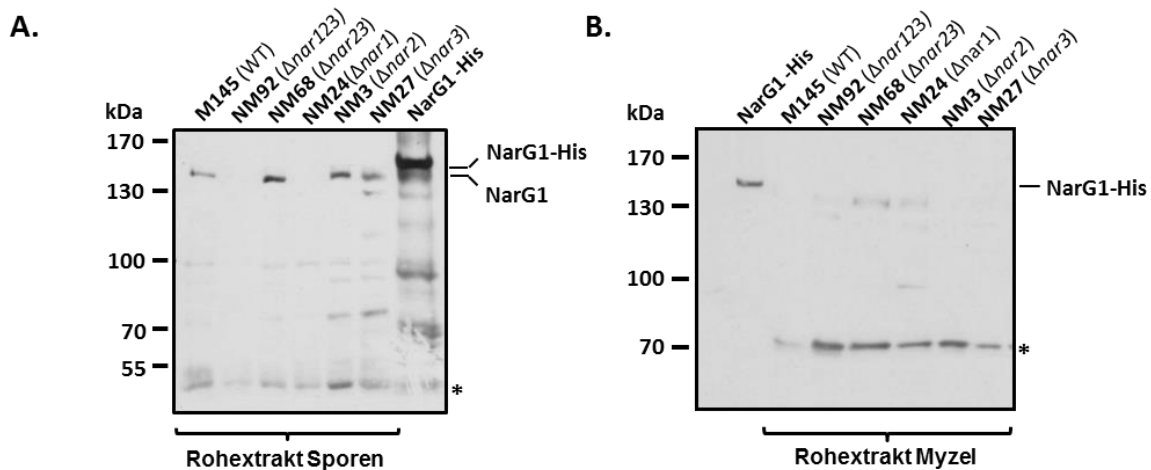 A.
M145 (WT)
NM92 (Δnar123)
NM68 (Δnar23)
NM24 (Δnar1)
NM3 (Δnar2)
NM27 (Δnar3)
NarG1-His
kDa
170
130
100
70
55
NarG1-His
NarG1
*
Rohextrakt Sporen
B.
NarG1-His
M145 (WT)
NM92 (Δnar123)
NM68 (Δnar23)
NM24 (Δnar1)
NM3 (Δnar2)
NM27 (Δnar3)
kDa
170
130
100
70
NarG1-His
*
Rohextrakt Myzel